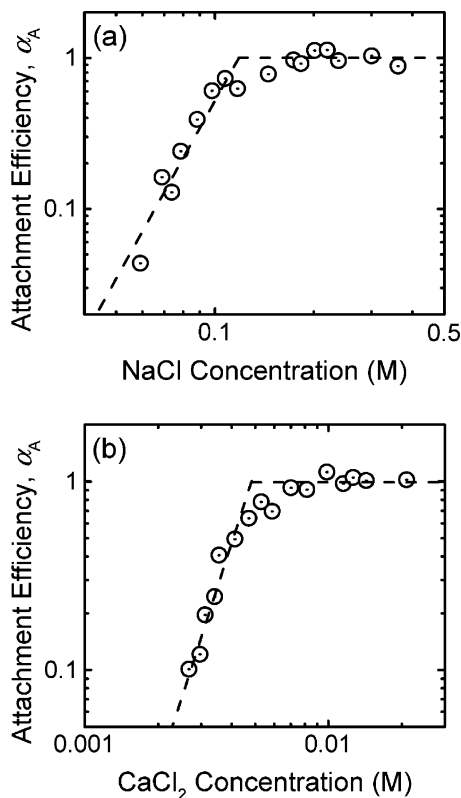 (a)
Attachment Efficiency, αA
1
0.1
0.1
0.5
NaCl Concentration (M)
(b)
Attachment Efficiency, αA
1
0.1
0.001
0.01
CaCl2 Concentration (M)